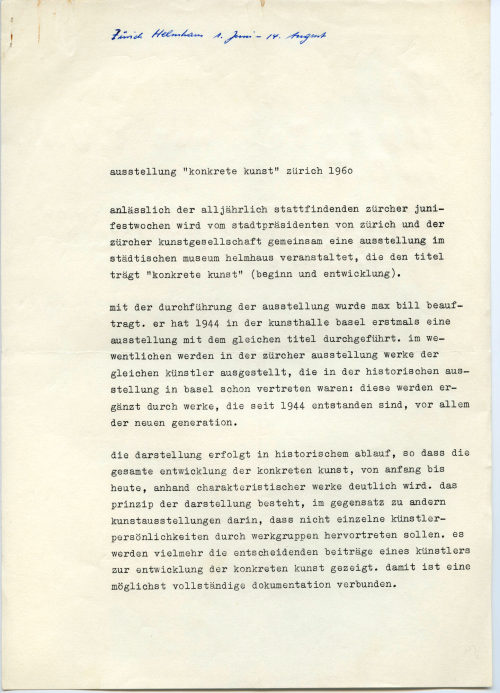 Zürich Helmhaus 1. Juni - 14. August
ausstellung "konkrete kunst" zürich 1960
anlässlich der alljährlich stattfindenden zürcher juni-
festwochen wird vom stadtpräsidenten von zürich und der
zürcher kunstgesellschaft gemeinsam eine ausstellung im
städtischen museum helmhaus veranstaltet, die den titel
trägt "konkrete kunst" (beginn und entwicklung).
mit der durchführung der ausstellung wurde max bill beauf-
tragt. er hat 1944 in der kunsthalle basel erstmals eine
ausstellung mit dem gleichen titel durchgeführt. im we-
wentlichen werden in der zürcher ausstellung werke der
gleichen künstler ausgestellt, die in der historischen aus-
stellung in basel schon vertreten waren: diese werden er-
gänzt durch werke, die seit 1944 entstanden sind, vor allem
der neuen generation.
die darstellung erfolgt in historischem ablauf, so dass die
gesamte entwicklung der konkreten kunst, von anfang bis
heute, anhand charakteristischer werke deutlich wird. das
prinzip der darstellung besteht, im gegensatz zu andern
kunstausstellungen darin, dass nicht einzelne künstler-
persönlichkeiten durch werkgruppen hervortreten sollen. es
werden vielmehr die entscheidenden beiträge eines künstlers
zur entwicklung der konkreten kunst gezeigt. damit ist eine
möglichst vollständige dokumentation verbunden.